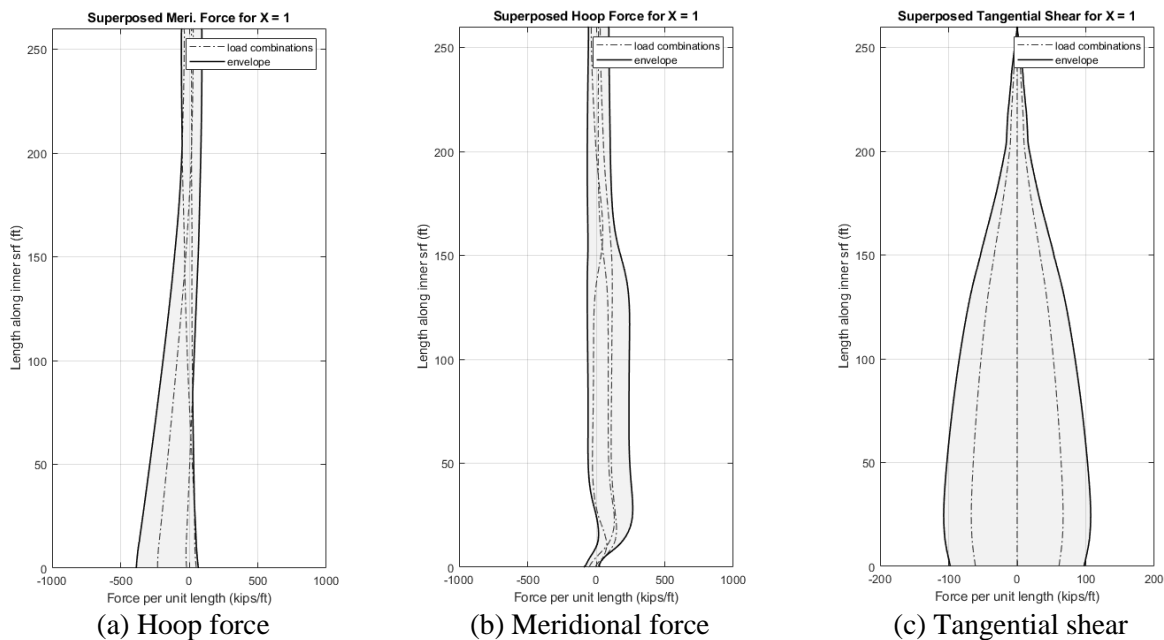 Superposed Meri. Force for X = 1
load combinations
envelope
250
200
150
100
50
0
Length along inner srf (ft)
-1000
-500
0
500
1000
Force per unit length (kips/ft)
(a) Hoop force
Superposed Hoop Force for X = 1
load combinations
envelope
250
200
150
100
50
0
Length along inner srf (ft)
-1000
-500
0
500
1000
Force per unit length (kips/ft)
(b) Meridional force
Superposed Tangential Shear for X = 1
load combinations
envelope
250
200
150
100
50
0
Length along inner srf (ft)
-200
-100
0
100
200
Force per unit length (kips/ft)
(c) Tangential shear